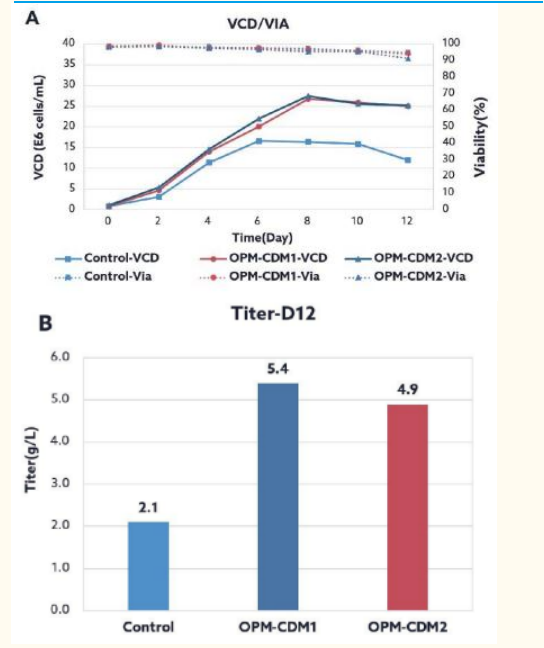 A
VCD/VIA
VCD (E6 cells/mL)
40
35
30
25
20
15
10
5
0
100
90
80
70
60
50
40
30
20
10
0
Viability(%)
0 2 4 6 8 10 12
Time(Day)
Control-VCD OPM-CDM1-VCD OPM-CDM2-VCD
Control-Via OPM-CDM1-Via OPM-CDM2-Via
B
Titer-D12
Titer(g/L)
6.0
5.0
4.0
3.0
2.0
1.0
0.0
2.1
5.4
4.9
Control OPM-CDM1 OPM-CDM2